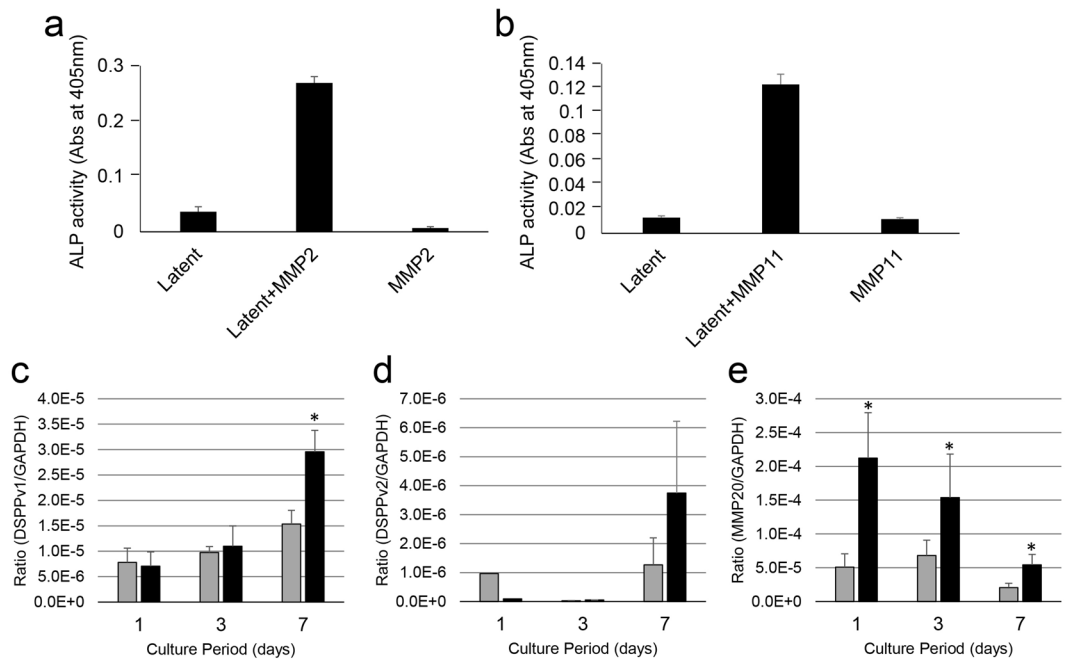 a
ALP activity (Abs at 405nm)
0.3
0.2
0.1
0
Latent
Latent+MMP2
MMP2
b
ALP activity (Abs at 405nm)
0.14
0.12
0.1
0.08
0.06
0.04
0.02
0
Latent
Latent+MMP11
MMP11
c
Ratio (DSPPv1/GAPDH)
4.0E-5
3.5E-5
3.0E-5
2.5E-5
2.0E-5
1.5E-5
1.0E-5
5.0E-6
0.0E+0
*
1 3 7
Culture Period (days)
d
Ratio (DSPPv2/GAPDH)
7.0E-6
6.0E-6
5.0E-6
4.0E-6
3.0E-6
2.0E-6
1.0E-6
0.0E+0
1 3 7
Culture Period (days)
e
Ratio (MMP20/GAPDH)
3.0E-4
2.5E-4
2.0E-4
1.5E-4
1.0E-4
5.0E-5
0.0E+0
* * *
1 3 7
Culture Period (days)